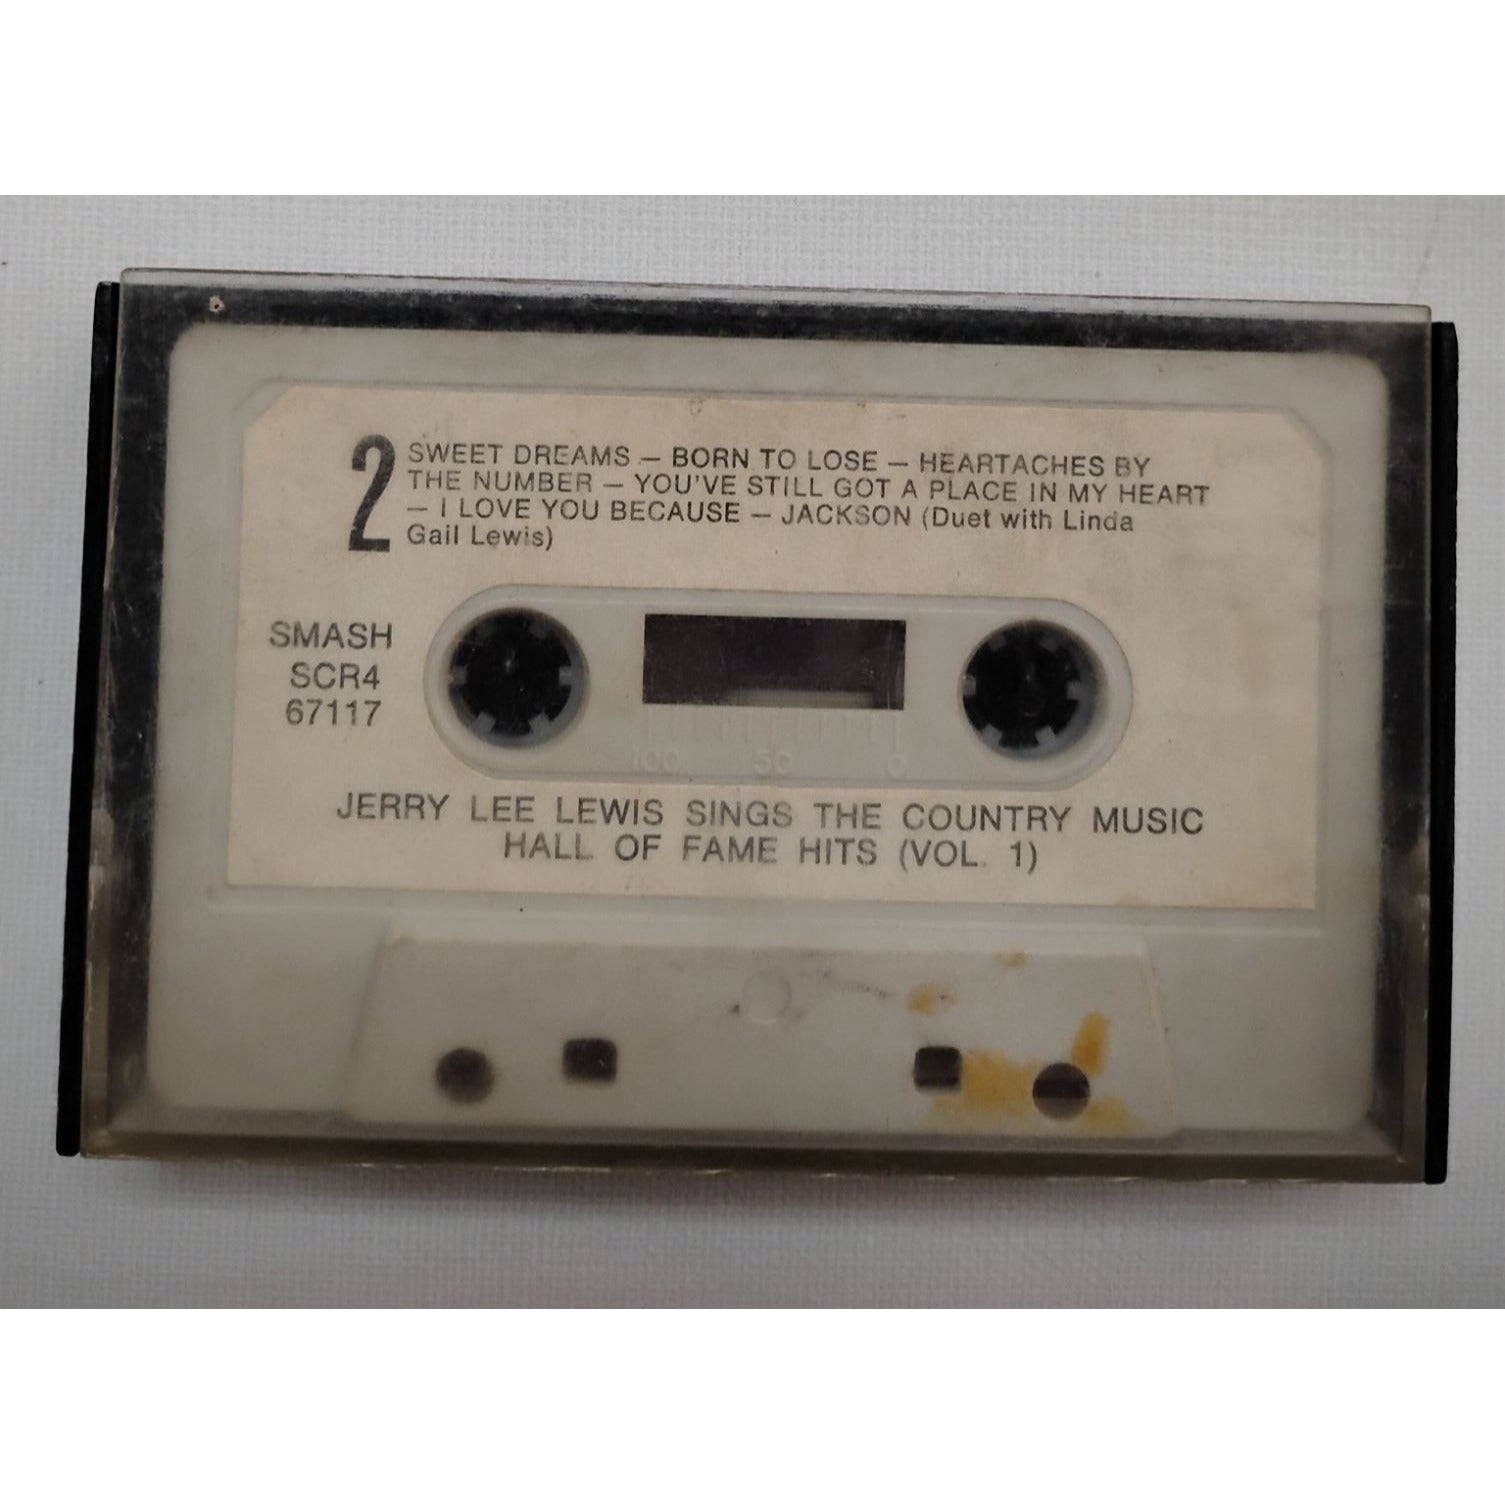 2
SWEET DREAMS — BORN TO LOSE — HEARTACHES BY
THE NUMBER — YOU'VE STILL GOT A PLACE IN MY HEART
— I LOVE YOU BECAUSE — JACKSON (Duet with Linda
Gail Lewis)
SMASH
SCR4
67117
100 50 0
JERRY LEE LEWIS SINGS THE COUNTRY MUSIC
HALL OF FAME HITS (VOL. 1)